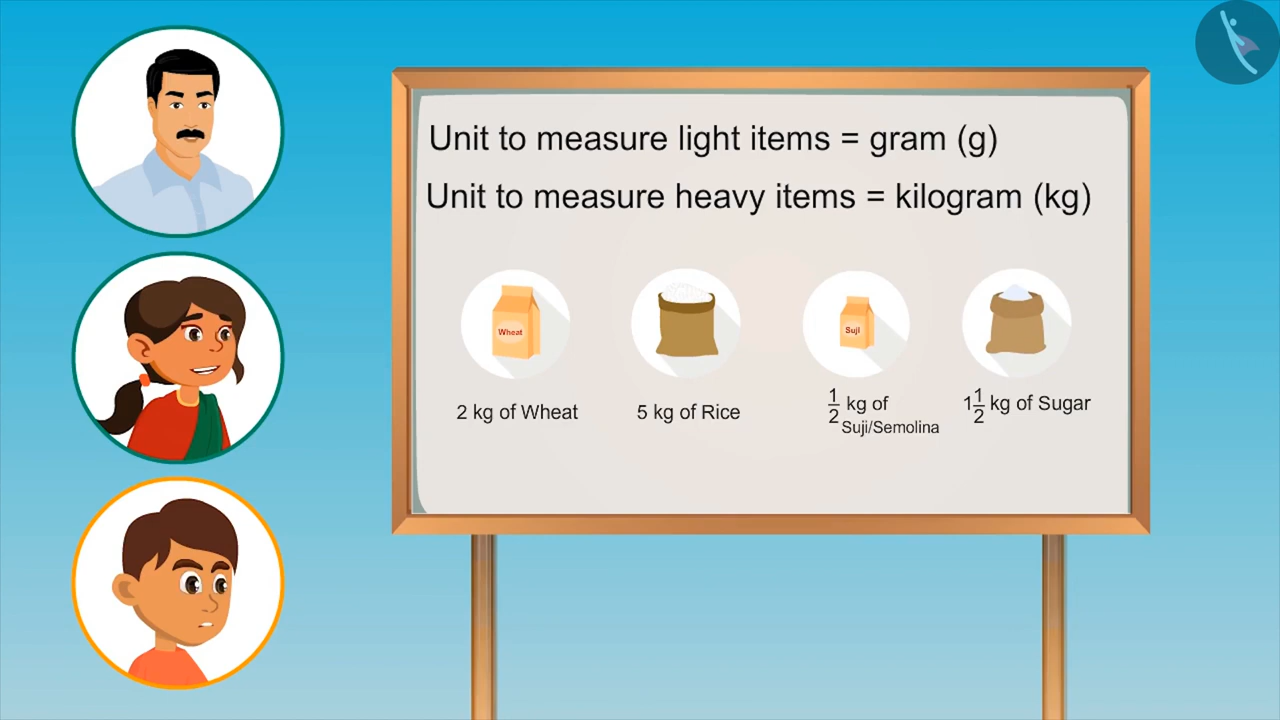 Unit to measure light items = gram (g)
Unit to measure heavy items = kilogram (kg)
Wheat
Suji
2 kg of Wheat
5 kg of Rice
1/2 kg of
Suji/Semolina
1 1/2 kg of Sugar